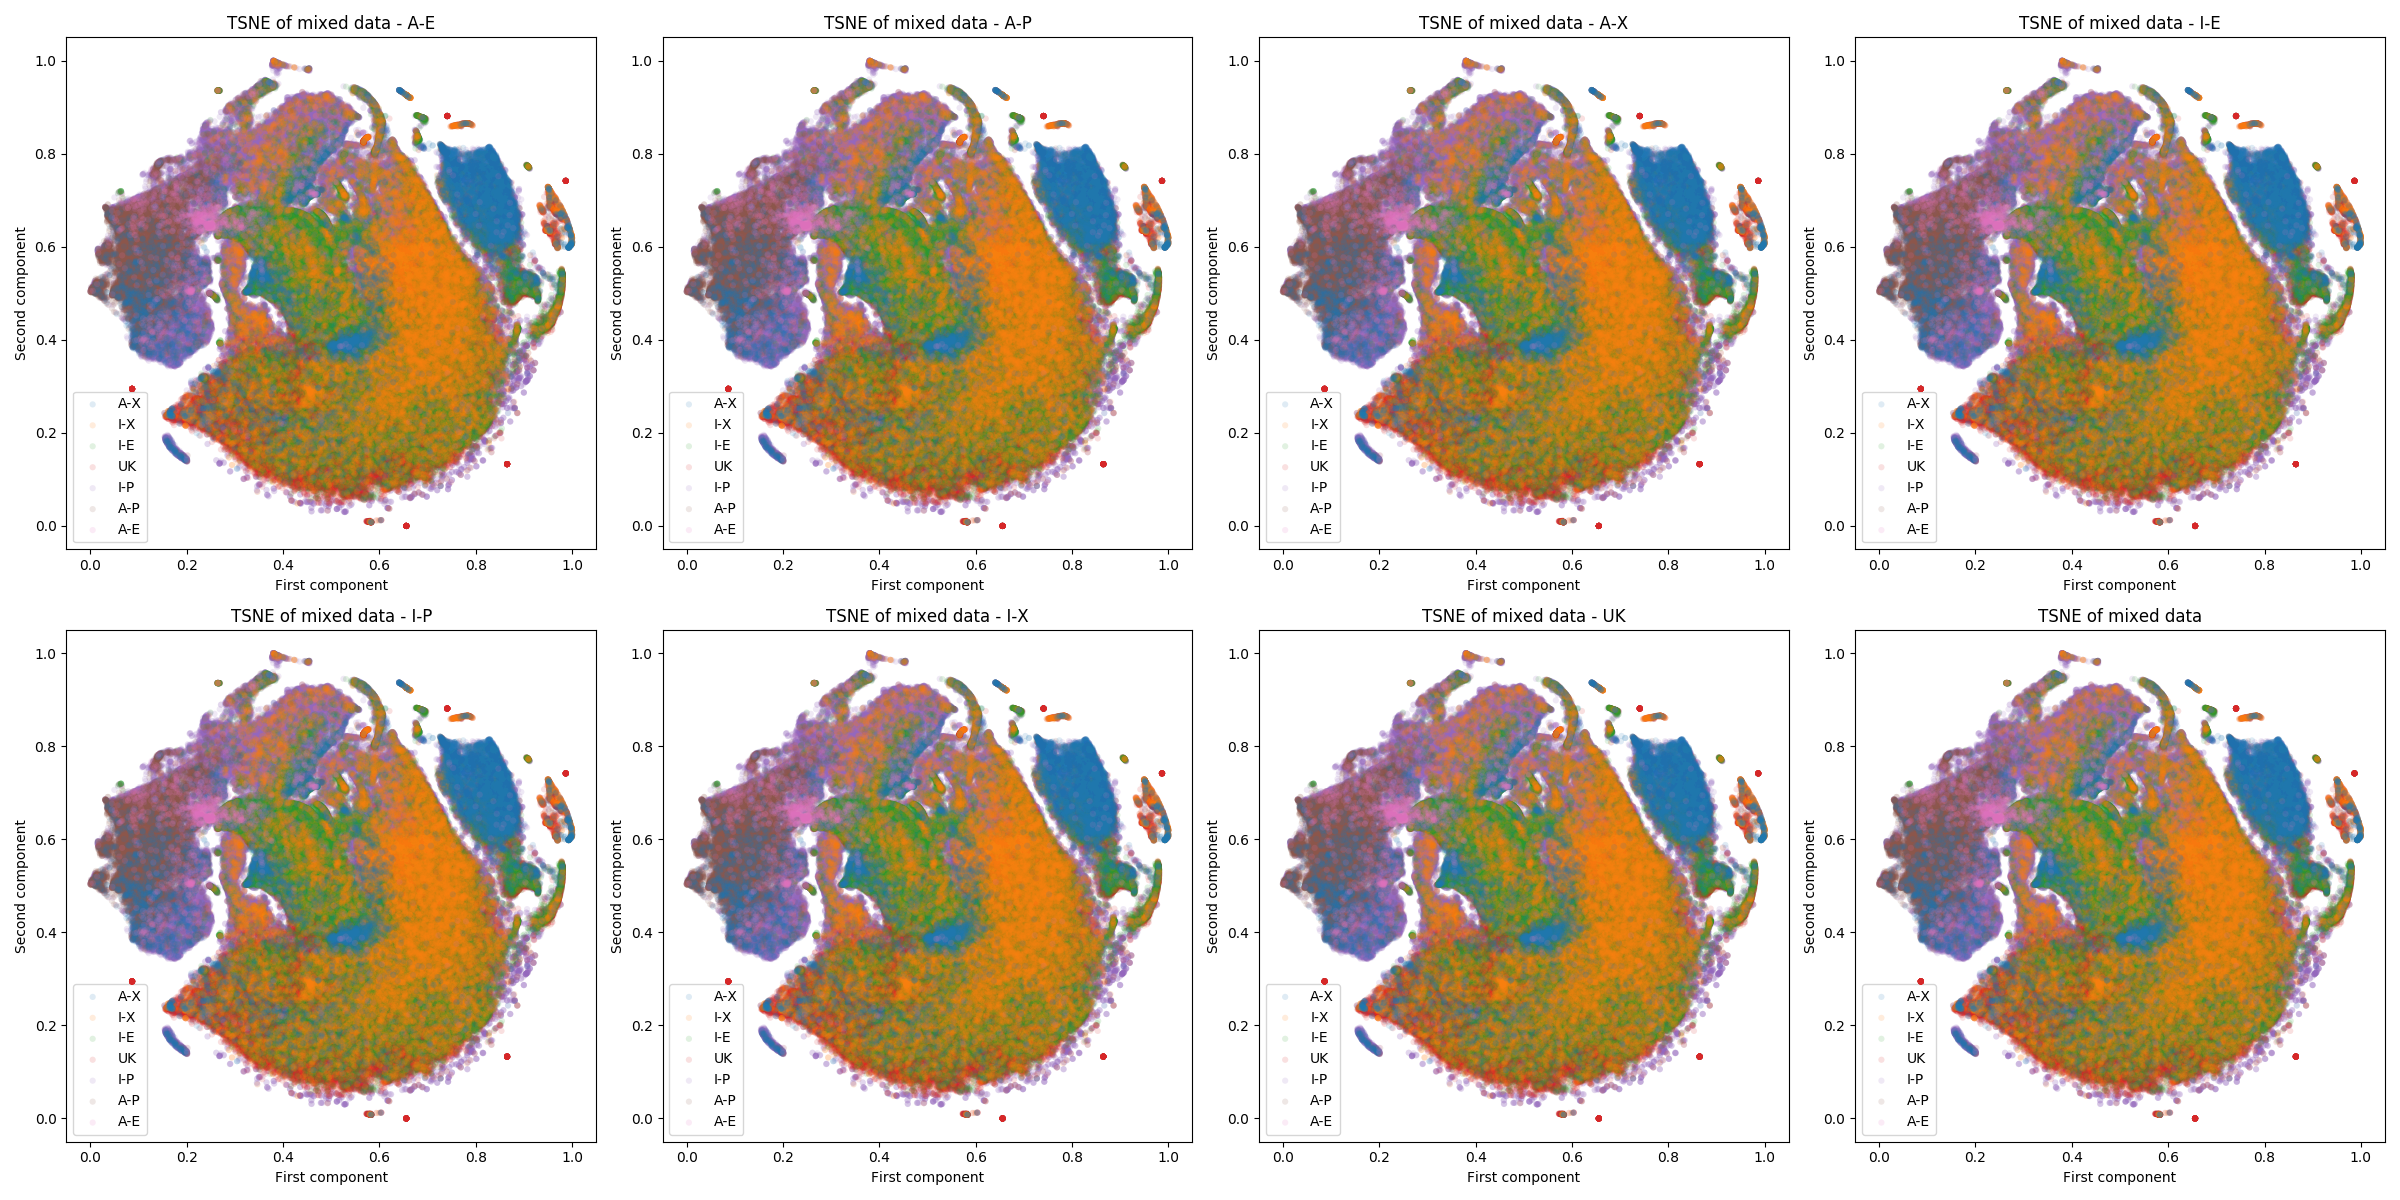 TSNE of mixed data - A-E
Second component
1.0
0.8
0.6
0.4
0.2
0.0
A-X
I-X
I-E
UK
I-P
A-P
A-E
0.0 0.2 0.4 0.6 0.8 1.0
First component
TSNE of mixed data - A-P
Second component
1.0
0.8
0.6
0.4
0.2
0.0
A-X
I-X
I-E
UK
I-P
A-P
A-E
0.0 0.2 0.4 0.6 0.8 1.0
First component
TSNE of mixed data - A-X
Second component
1.0
0.8
0.6
0.4
0.2
0.0
A-X
I-X
I-E
UK
I-P
A-P
A-E
0.0 0.2 0.4 0.6 0.8 1.0
First component
TSNE of mixed data - I-E
Second component
1.0
0.8
0.6
0.4
0.2
0.0
A-X
I-X
I-E
UK
I-P
A-P
A-E
0.0 0.2 0.4 0.6 0.8 1.0
First component
TSNE of mixed data - I-P
Second component
1.0
0.8
0.6
0.4
0.2
0.0
A-X
I-X
I-E
UK
I-P
A-P
A-E
0.0 0.2 0.4 0.6 0.8 1.0
First component
TSNE of mixed data - I-X
Second component
1.0
0.8
0.6
0.4
0.2
0.0
A-X
I-X
I-E
UK
I-P
A-P
A-E
0.0 0.2 0.4 0.6 0.8 1.0
First component
TSNE of mixed data - UK
Second component
1.0
0.8
0.6
0.4
0.2
0.0
A-X
I-X
I-E
UK
I-P
A-P
A-E
0.0 0.2 0.4 0.6 0.8 1.0
First component
TSNE of mixed data
Second component
1.0
0.8
0.6
0.4
0.2
0.0
A-X
I-X
I-E
UK
I-P
A-P
A-E
0.0 0.2 0.4 0.6 0.8 1.0
First component